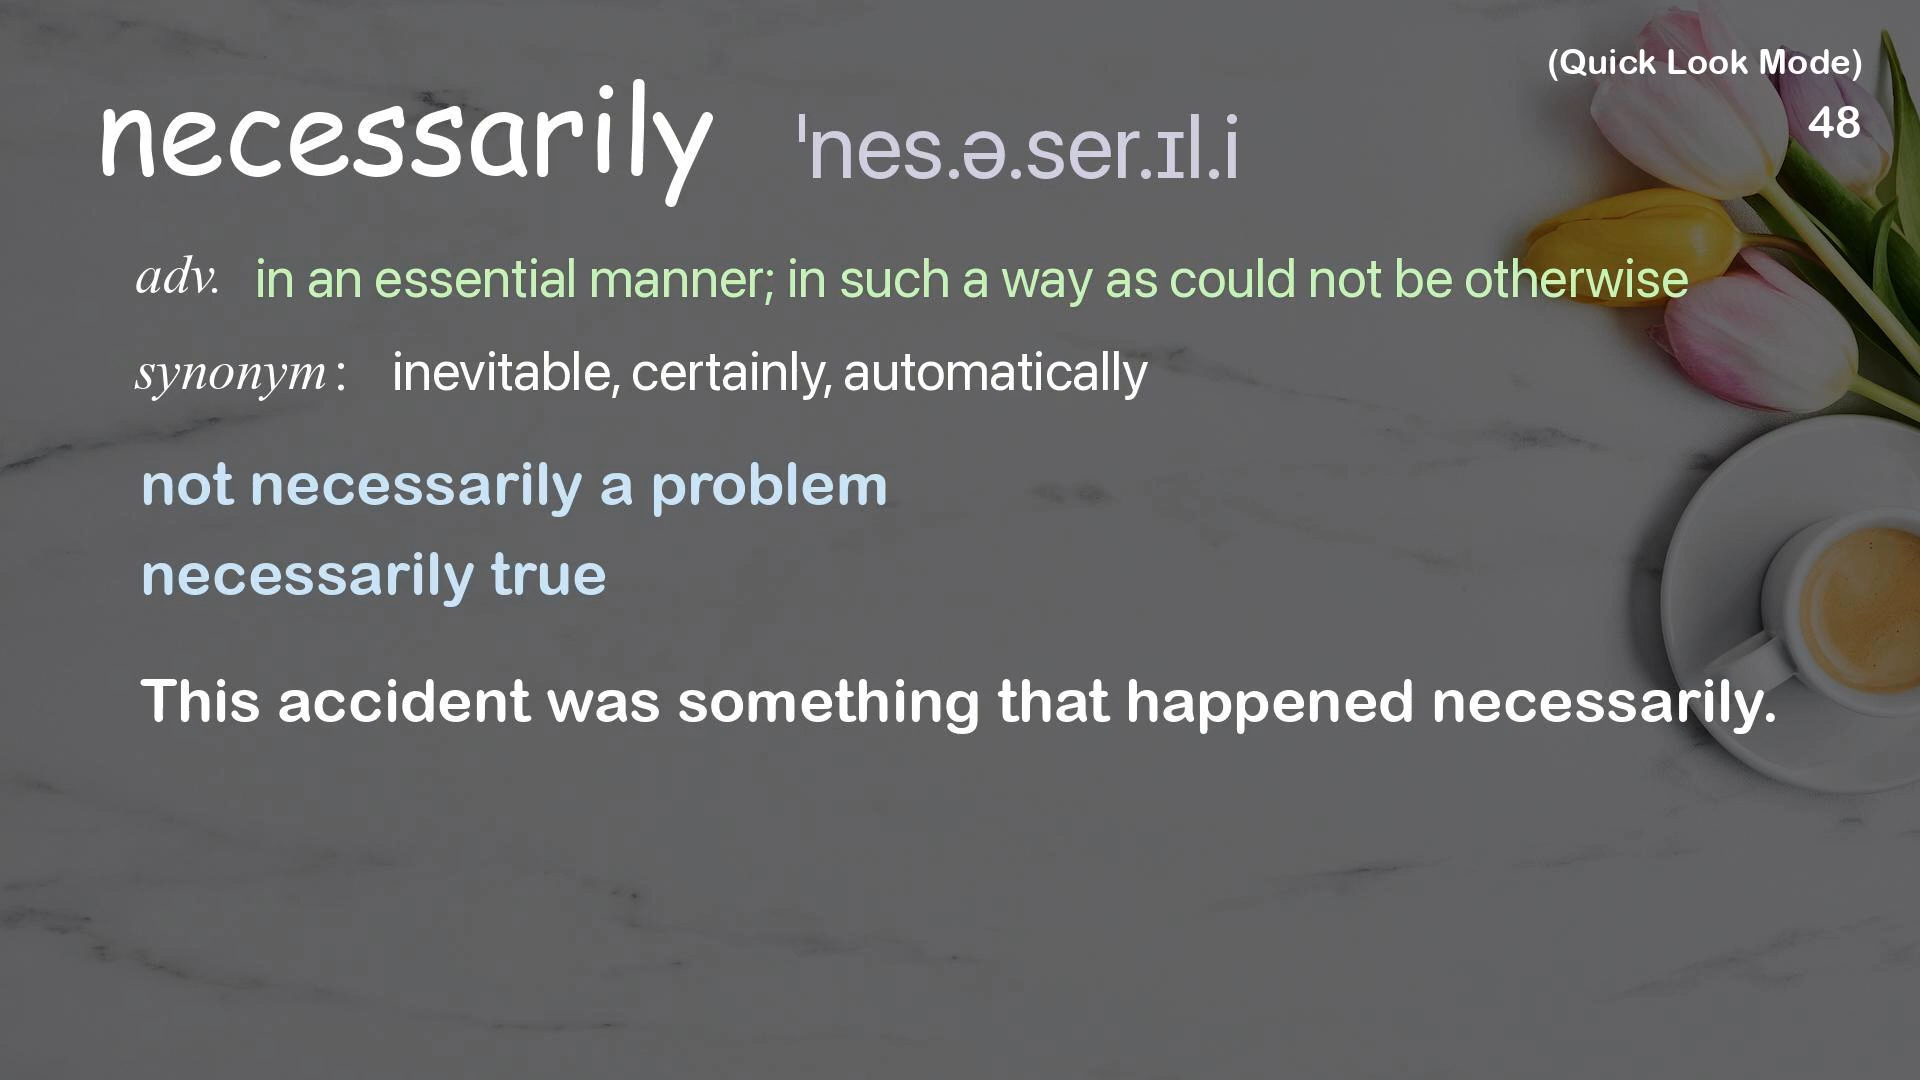 (Quick Look Mode)
necessarily ˈnes.ə.ser.ɪl.i 48
adv. in an essential manner; in such a way as could not be otherwise
synonym : inevitable, certainly, automatically
not necessarily a problem
necessarily true
This accident was something that happened necessarily.